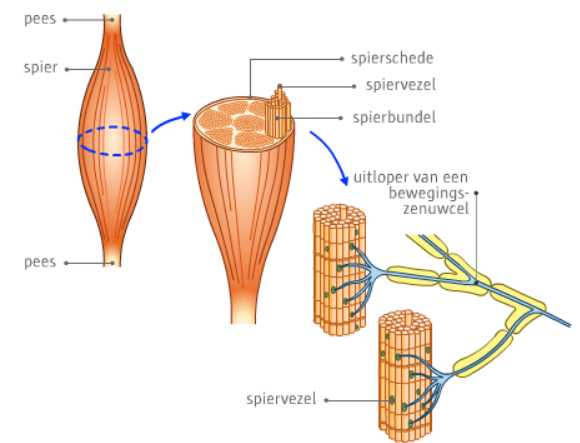 pees
spier
pees
spierschede
spiervezel
spierbundel
uitloper van een
bewegings-
zenuwcel
spiervezel